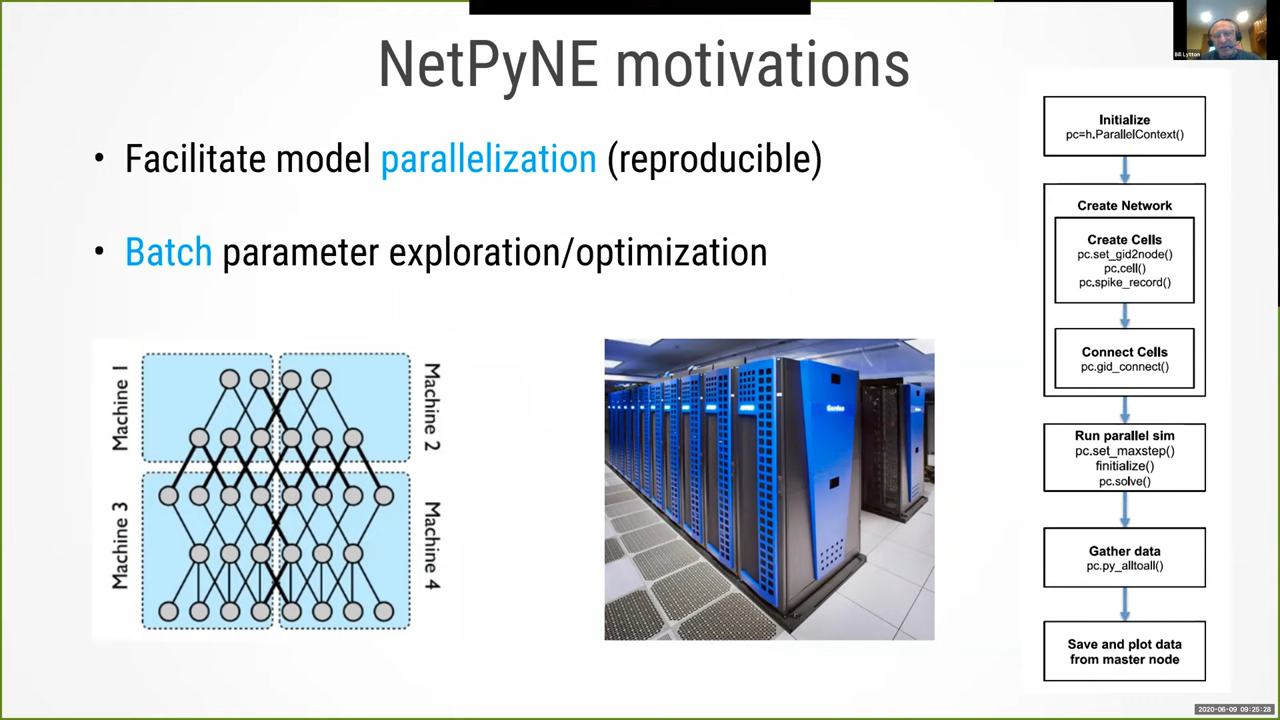 NetPyNE motivations
Bill Lytton
• Facilitate model parallelization (reproducible)
• Batch parameter exploration/optimization
Machine 1
Machine 2
Machine 3
Machine 4
Gordon
Initialize
pc=h.ParallelContext()
Create Network
Create Cells
pc.set_gid2node()
pc.cell()
pc.spike_record()
Connect Cells
pc.gid_connect()
Run parallel sim
pc.set_maxstep()
finitialize()
pc.solve()
Gather data
pc.py_alltoall()
Save and plot data
from master node
2020-06-09 09:25:28